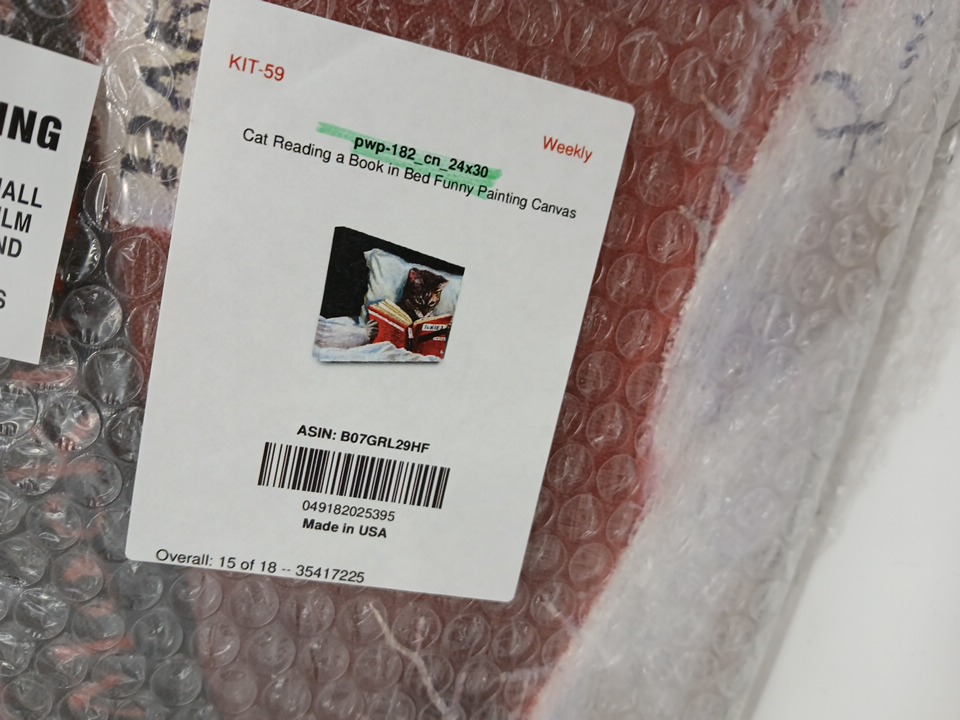 KIT-59
Weekly
pwp-182_cn_24x30
Cat Reading a Book in Bed Funny Painting Canvas
ASIN: B07GRL29HF
049182025395
Made in USA
Overall: 15 of 18 -- 35417225
ING
ALL
ILM
ND
S